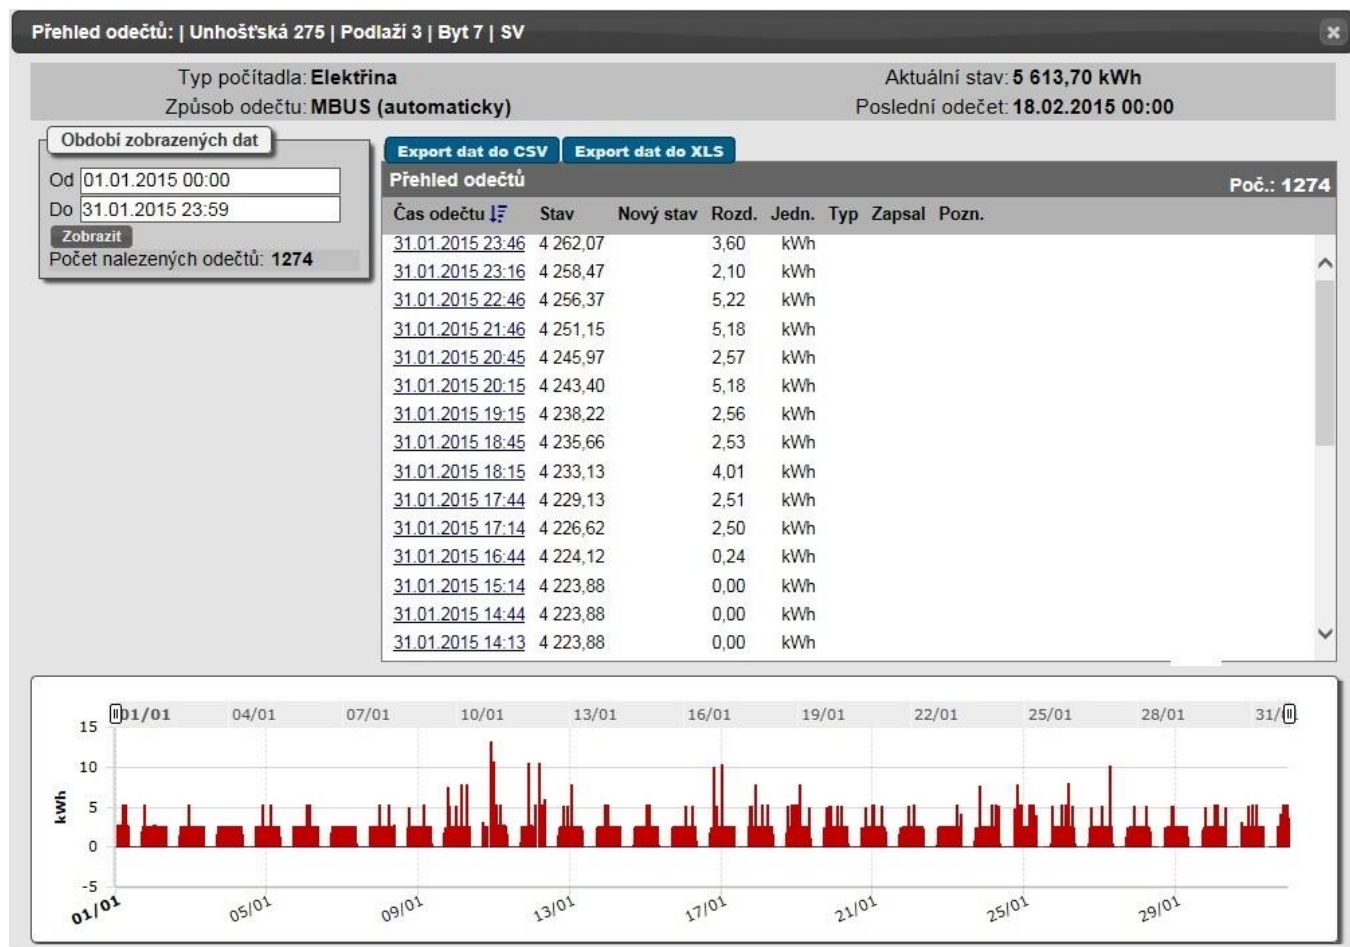 Přehled odečtů: | Unhošťská 275 | Podlaží 3 | Byt 7 | SV
Typ počítadla: Elektřina
Aktuální stav: 5 613,70 kWh
Způsob odečtu: MBUS (automaticky)
Poslední odečet: 18.02.2015 00:00
Období zobrazených dat
Od 01.01.2015 00:00
Do 31.01.2015 23:59
Zobrazit
Počet nalezených odečtů: 1274
Export dat do CSV Export dat do XLS
Přehled odečtů Poč.: 1274
Čas odečtu Stav Nový stav Rozd. Jedn. Typ Zapsal Pozn.
31.01.2015 23:46 4 262,07 3,60 kWh
31.01.2015 23:16 4 258,47 2,10 kWh
31.01.2015 22:46 4 256,37 5,22 kWh
31.01.2015 21:46 4 251,15 5,18 kWh
31.01.2015 20:45 4 245,97 2,57 kWh
31.01.2015 20:15 4 243,40 5,18 kWh
31.01.2015 19:15 4 238,22 2,56 kWh
31.01.2015 18:45 4 235,66 2,53 kWh
31.01.2015 18:15 4 233,13 4,01 kWh
31.01.2015 17:44 4 229,13 2,51 kWh
31.01.2015 17:14 4 226,62 2,50 kWh
31.01.2015 16:44 4 224,12 0,24 kWh
31.01.2015 15:14 4 223,88 0,00 kWh
31.01.2015 14:44 4 223,88 0,00 kWh
31.01.2015 14:13 4 223,88 0,00 kWh
01/01 04/01 07/01 10/01 13/01 16/01 19/01 22/01 25/01 28/01 31/01
15
10
kWh
5
0
-5
01/01 05/01 09/01 13/01 17/01 21/01 25/01 29/01